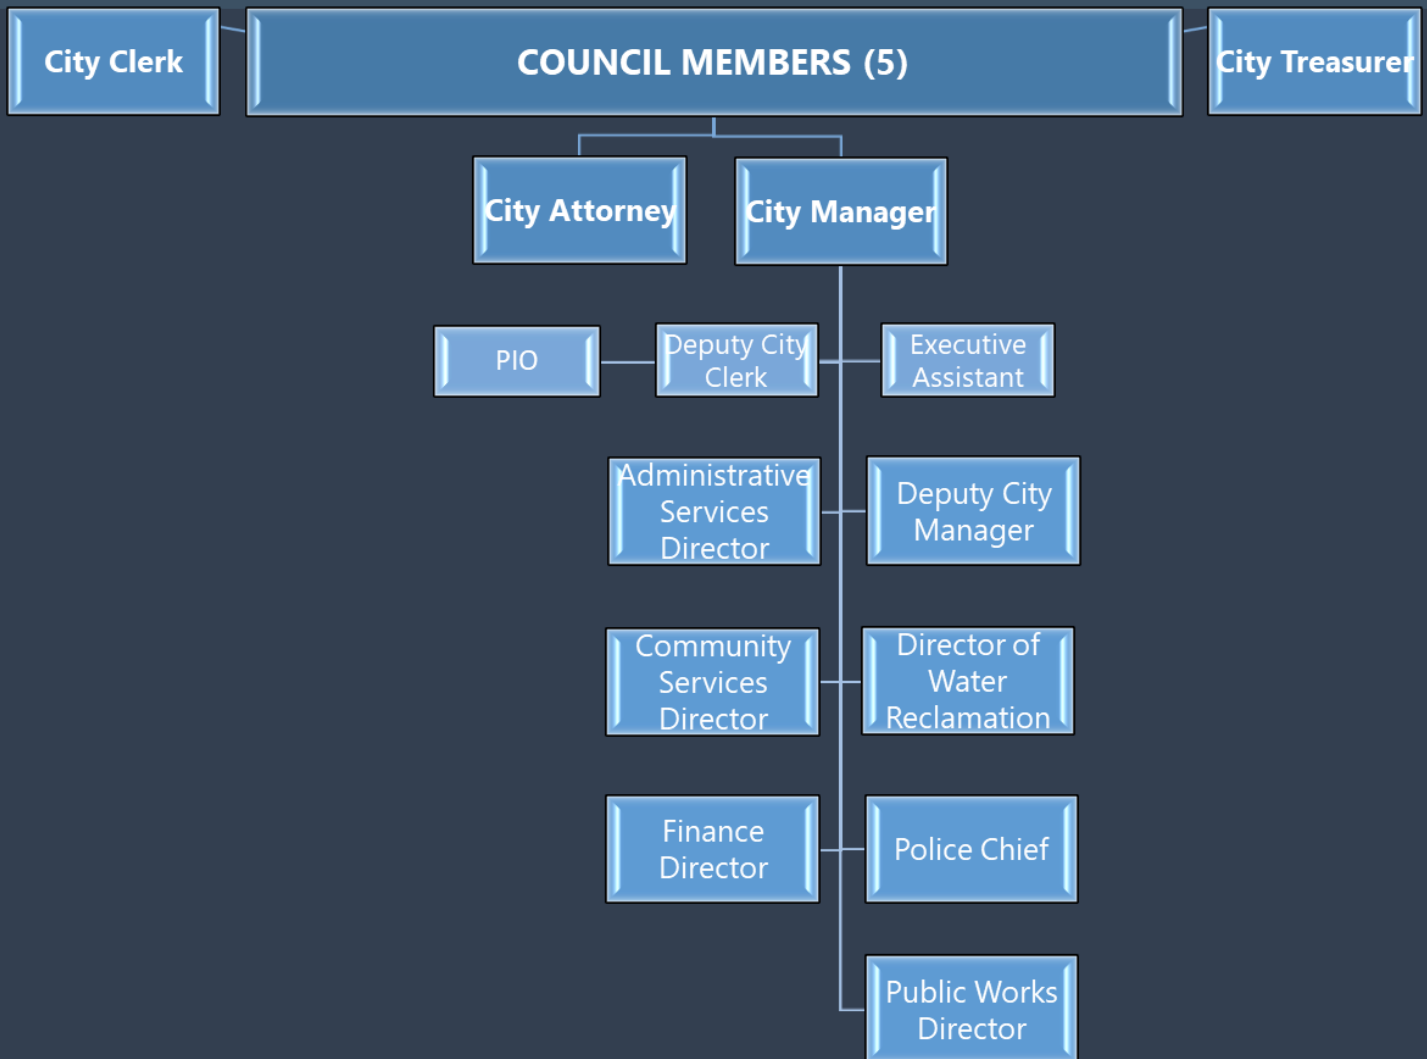 City Clerk
COUNCIL MEMBERS (5)
City Treasurer
City Attorney
City Manager
PIO
Deputy City
Clerk
Executive
Assistant
Administrative
Services
Director
Deputy City
Manager
Community
Services
Director
Director of
Water
Reclamation
Finance
Director
Police Chief
Public Works
Director